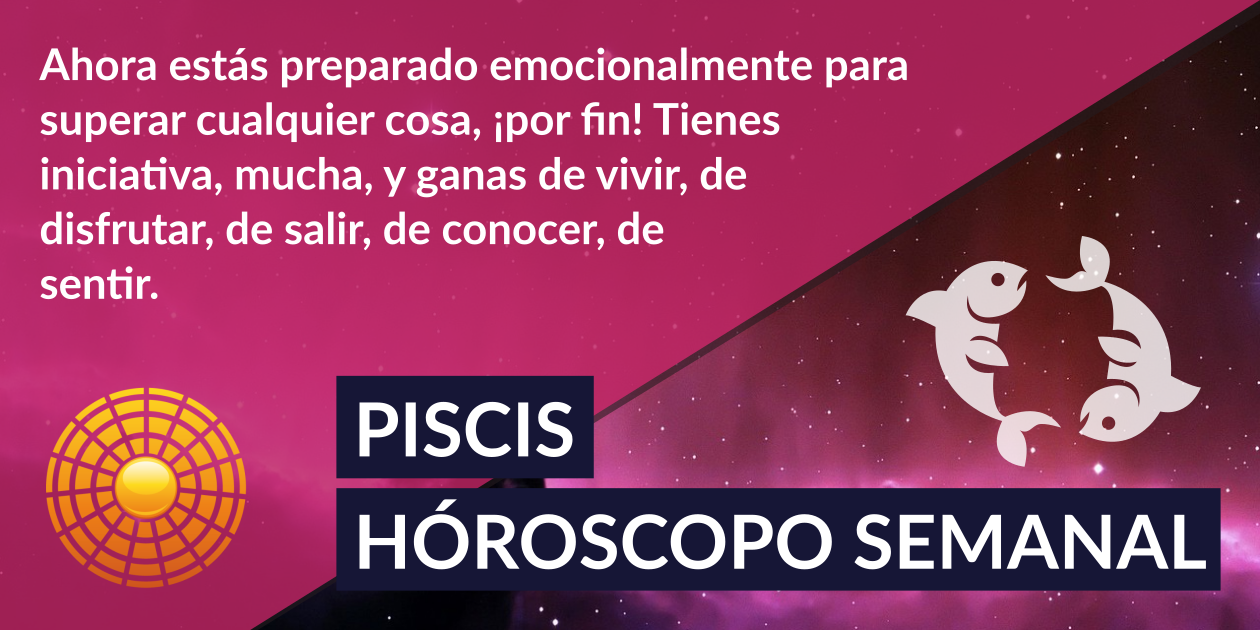 Ahora estás preparado emocionalmente para
superar cualquier cosa, ¡por fin! Tienes
iniciativa, mucha, y ganas de vivir, de
disfrutar, de salir, de conocer, de
sentir.
PISCIS
HÓROSCOPO SEMANAL